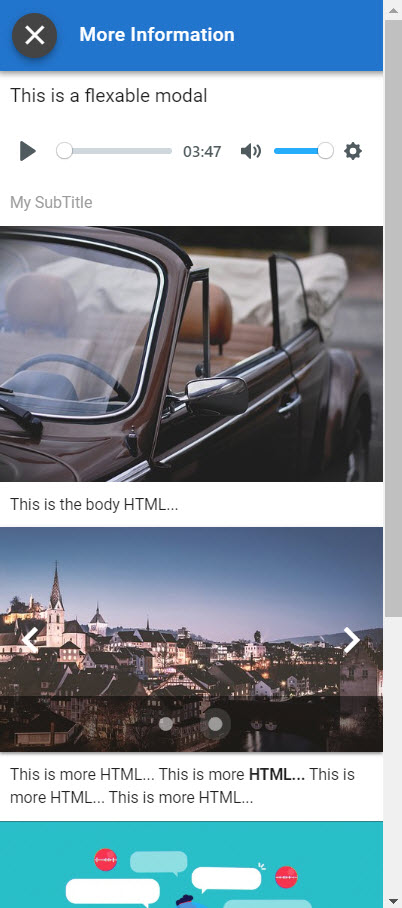 More Information
This is a flexable modal
03:47
My SubTitle
This is the body HTML...
This is more HTML... This is more HTML... This is
more HTML... This is more HTML...